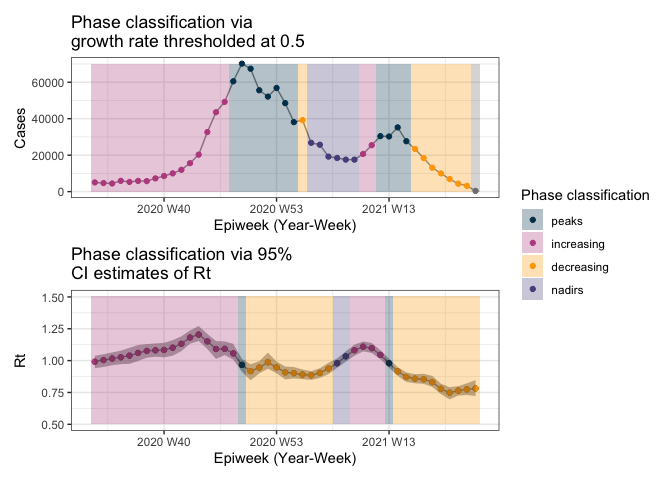 Phase classification via
growth rate thresholded at 0.5
Cases
60000
40000
20000
0
2020 W40
2020 W53
2021 W13
Epiweek (Year-Week)
Phase classification
peaks
increasing
decreasing
nadirs
Phase classification via 95%
CI estimates of Rt
Rt
1.50
1.25
1.00
0.75
0.50
2020 W40
2020 W53
2021 W13
Epiweek (Year-Week)